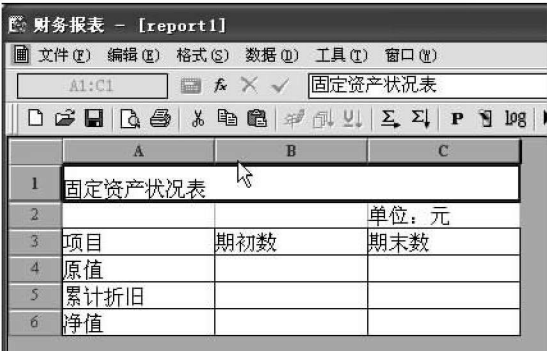 财务报表 - [report1]
文件(F) 编辑(E) 格式(S) 数据(D) 工具(T) 窗口(W)
A1:C1 fx 固定资产状况表
P log
A B C
1 固定资产状况表
2 单位：元
3 项目 期初数 期末数
4 原值
5 累计折旧
6 净值